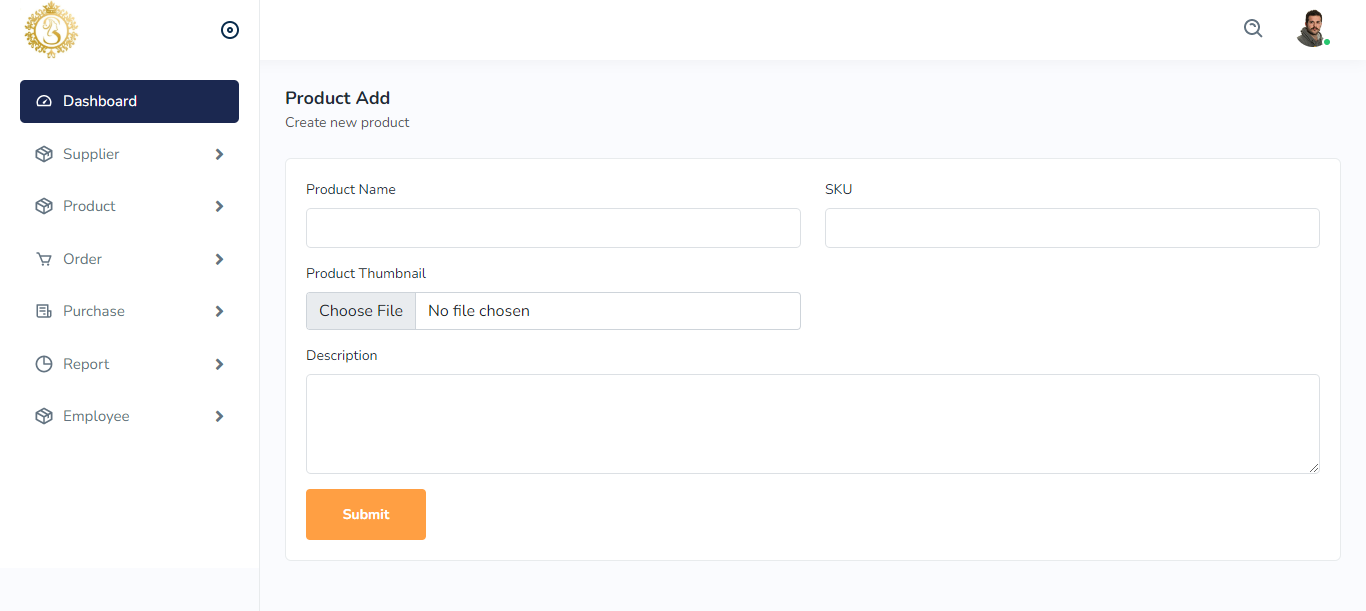 Dashboard
Supplier
Product
Order
Purchase
Report
Employee
Product Add
Create new product
Product Name
SKU
Product Thumbnail
Choose File No file chosen
Description
Submit